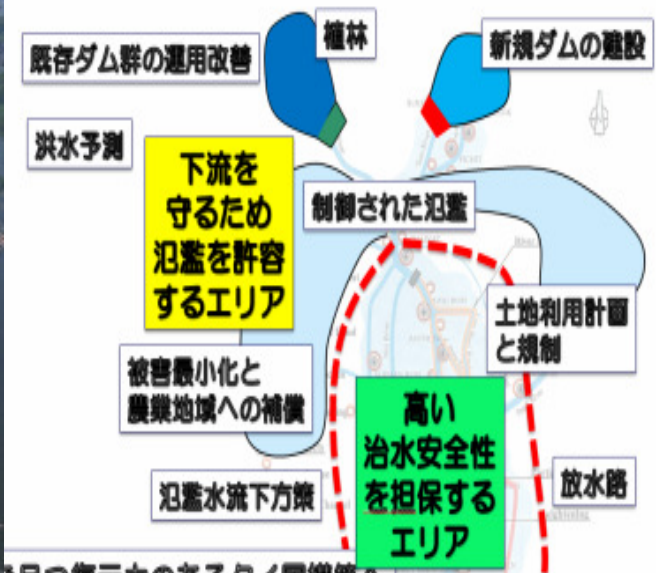 既存ダム群の運用改善
植林
新規ダムの建設
洪水予測
下流を
守るため
氾濫を許容
するエリア
制御された氾濫
土地利用計画
と規制
被害最小化と
農業地域への補償
高い
治水安全性
を担保する
エリア
氾濫水流下方策
放水路